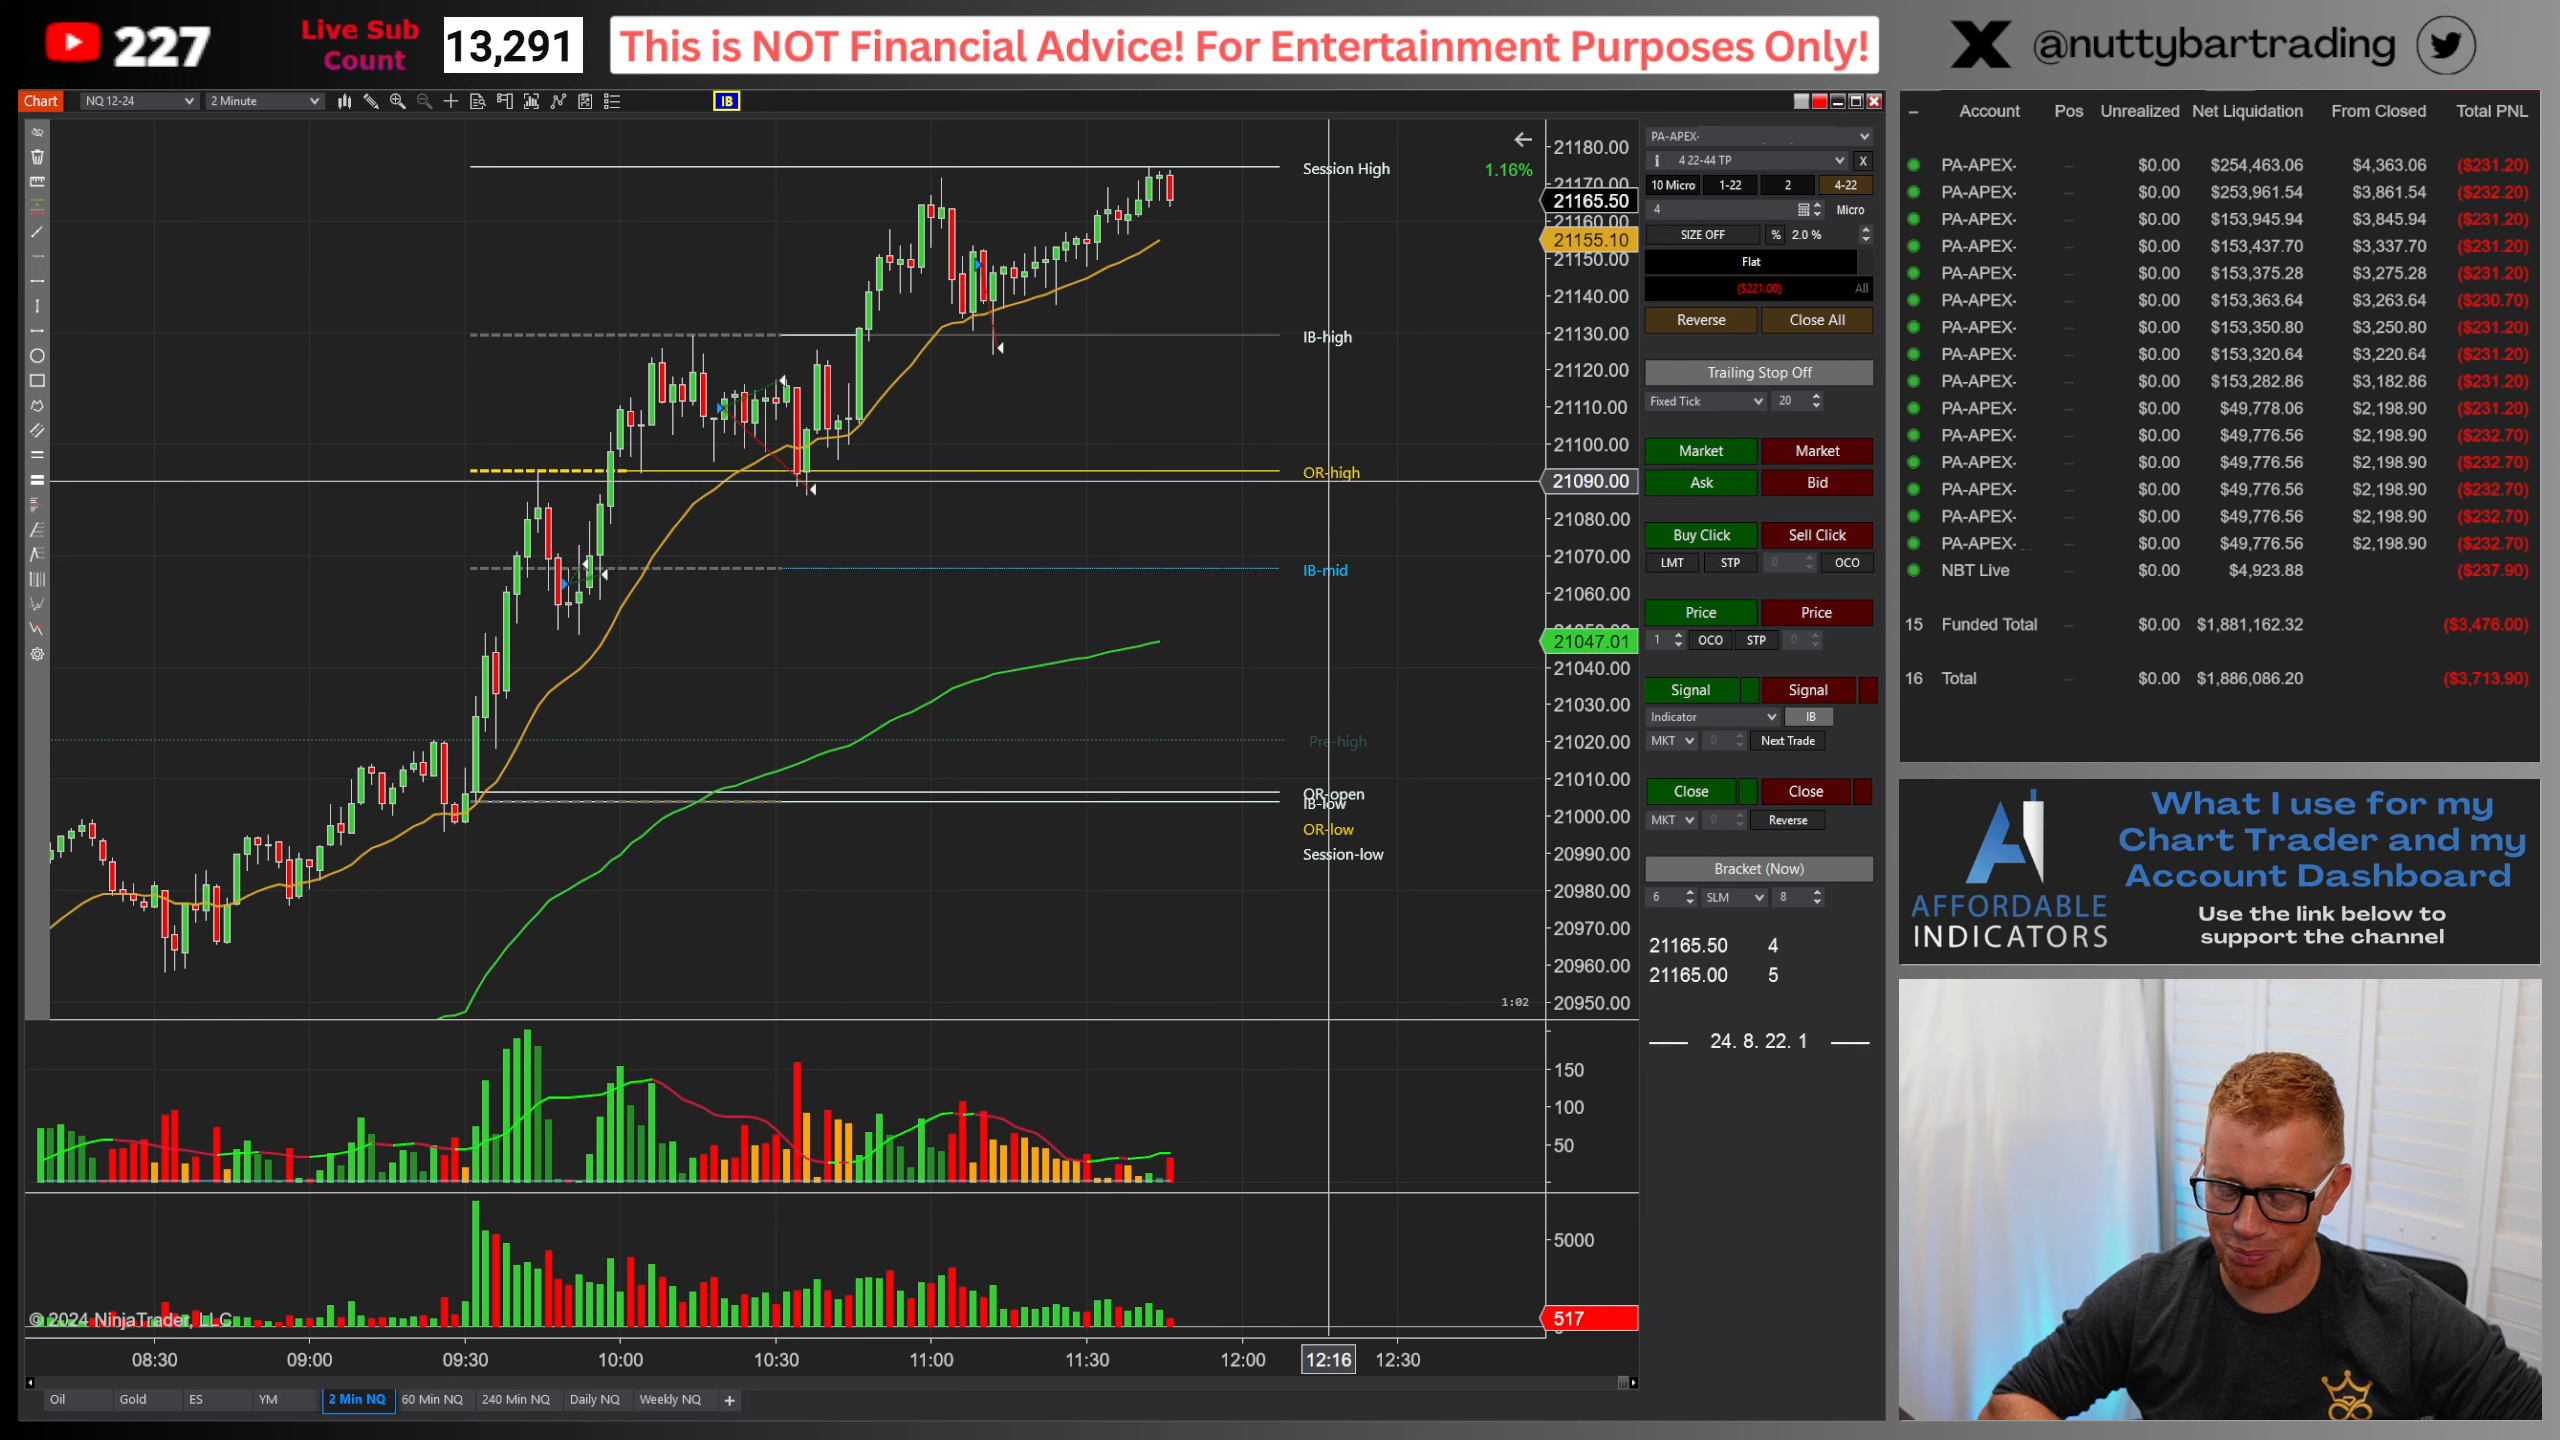 227
Live Sub
Count
13,291
This is NOT Financial Advice! For Entertainment Purposes Only!
@nuttybartrading
Chart
NQ 12-24
2 Minute
IB
Session High
1.16%
IB-high
OR-high
IB-mid
Pre-high
OR-open
IB-low
OR-low
Session-low
1:02
21180.00
21170.00
21165.50
21160.00
21155.10
21150.00
21140.00
21130.00
21120.00
21110.00
21100.00
21090.00
21080.00
21070.00
21060.00
21047.01
21040.00
21030.00
21020.00
21010.00
21000.00
20990.00
20980.00
20970.00
20960.00
20950.00
150
100
50
5000
517
© 2024 NinjaTrader, LLC
08:30
09:00
09:30
10:00
10:30
11:00
11:30
12:00
12:16
12:30
Oil
Gold
ES
YM
2 Min NQ
60 Min NQ
240 Min NQ
Daily NQ
Weekly NQ
+
PA-APEX-
4 22-44 TP
X
10 Micro 1-22 2 4-22
4 Micro
SIZE OFF % 2.0 %
Flat
($221.00) All
Reverse Close All
Trailing Stop Off
Fixed Tick 20
Market Market
Ask Bid
Buy Click Sell Click
LMT STP 0 OCO
Price Price
1 OCO STP 0
Signal Signal
Indicator IB
MKT 0 Next Trade
Close Close
MKT 0 Reverse
Bracket (Now)
6 SLM 8
21165.50 4
21165.00 5
24. 8. 22. 1
– Account Pos Unrealized Net Liquidation From Closed Total PNL
PA-APEX- – $0.00 $254,463.06 $4,363.06 ($231.20)
PA-APEX- – $0.00 $253,961.54 $3,861.54 ($232.20)
PA-APEX- – $0.00 $153,945.94 $3,845.94 ($231.20)
PA-APEX- – $0.00 $153,437.70 $3,337.70 ($231.20)
PA-APEX- – $0.00 $153,375.28 $3,275.28 ($231.20)
PA-APEX- – $0.00 $153,363.64 $3,263.64 ($230.70)
PA-APEX- – $0.00 $153,350.80 $3,250.80 ($231.20)
PA-APEX- – $0.00 $153,320.64 $3,220.64 ($231.20)
PA-APEX- – $0.00 $153,282.86 $3,182.86 ($231.20)
PA-APEX- – $0.00 $49,778.06 $2,198.90 ($231.20)
PA-APEX- – $0.00 $49,776.56 $2,198.90 ($232.70)
PA-APEX- – $0.00 $49,776.56 $2,198.90 ($232.70)
PA-APEX- – $0.00 $49,776.56 $2,198.90 ($232.70)
PA-APEX- – $0.00 $49,776.56 $2,198.90 ($232.70)
PA-APEX- – $0.00 $49,776.56 $2,198.90 ($232.70)
NBT Live – $0.00 $4,923.88 ($237.90)
15 Funded Total – $0.00 $1,881,162.32 ($3,476.00)
16 Total – $0.00 $1,886,086.20 ($3,713.90)
AFFORDABLE
INDICATORS
What I use for my
Chart Trader and my
Account Dashboard
Use the link below to
support the channel